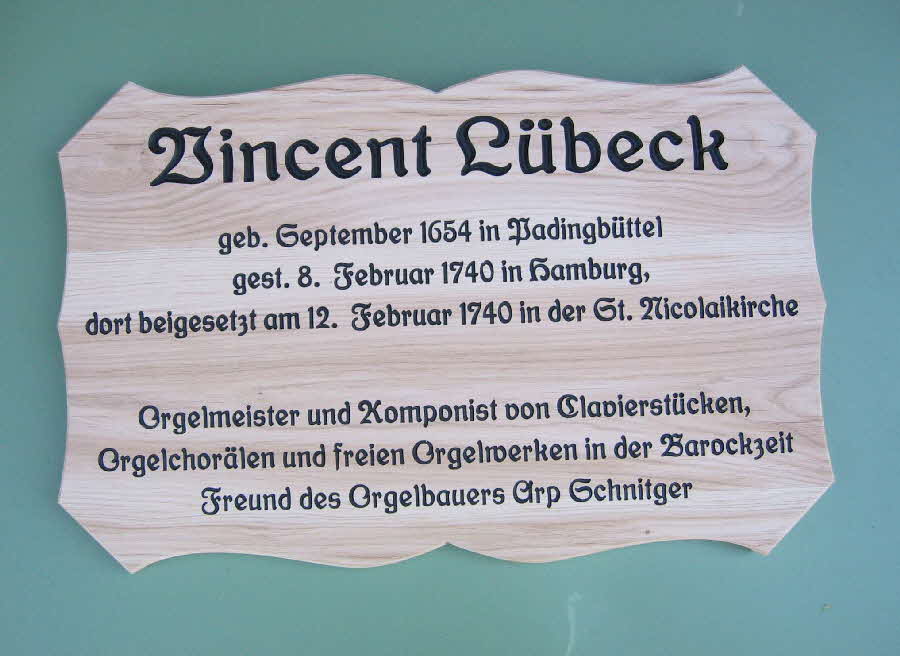 Vincent Lübeck
geb. September 1654 in Padingbüttel
gest. 8. Februar 1740 in Hamburg,
dort beigesetzt am 12. Februar 1740 in der St. Nicolaikirche
Orgelmeister und Komponist von Clavierstücken,
Orgelchorälen und freien Orgelwerken in der Barockzeit
Freund des Orgelbauers Arp Schnitger